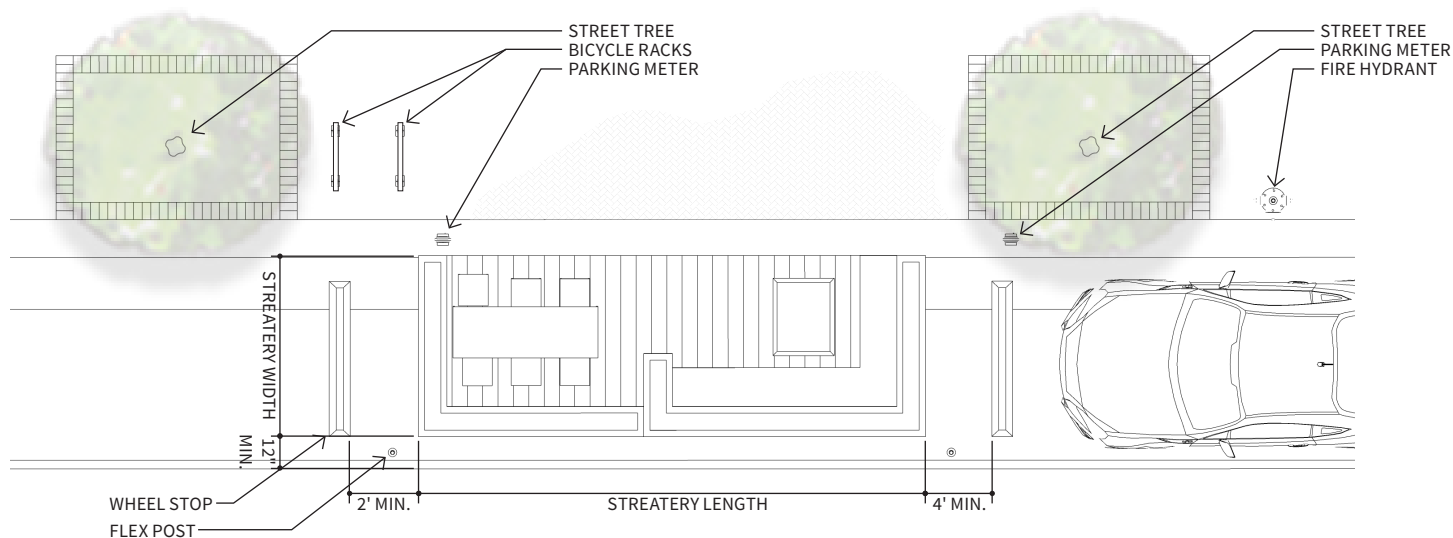 STREET TREE
BICYCLE RACKS
PARKING METER
STREET TREE
PARKING METER
FIRE HYDRANT
STREATERY WIDTH
12"
MIN.
WHEEL STOP
FLEX POST
2' MIN.
STREATERY LENGTH
4' MIN.